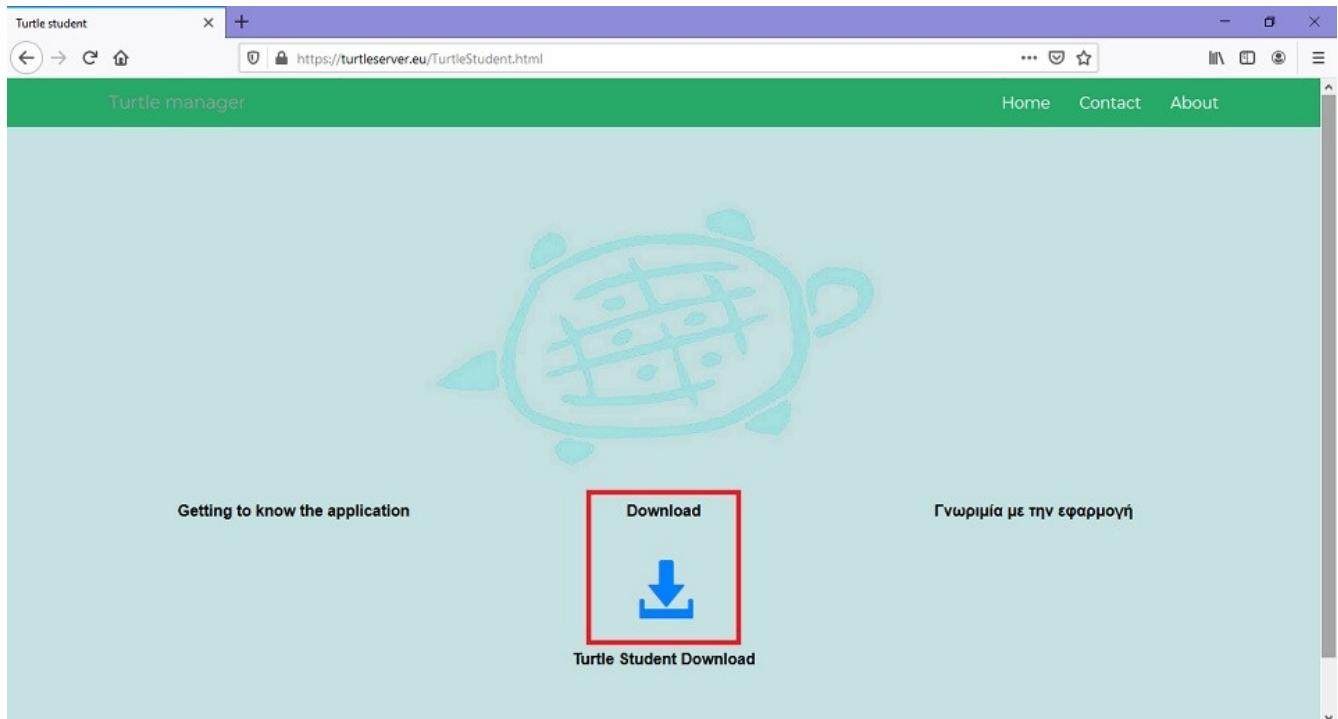 Turtle student
https://turtleserver.eu/TurtleStudent.html
Turtle manager Home Contact About
Getting to know the application Download Γνωριμία με την εφαρμογή
Turtle Student Download